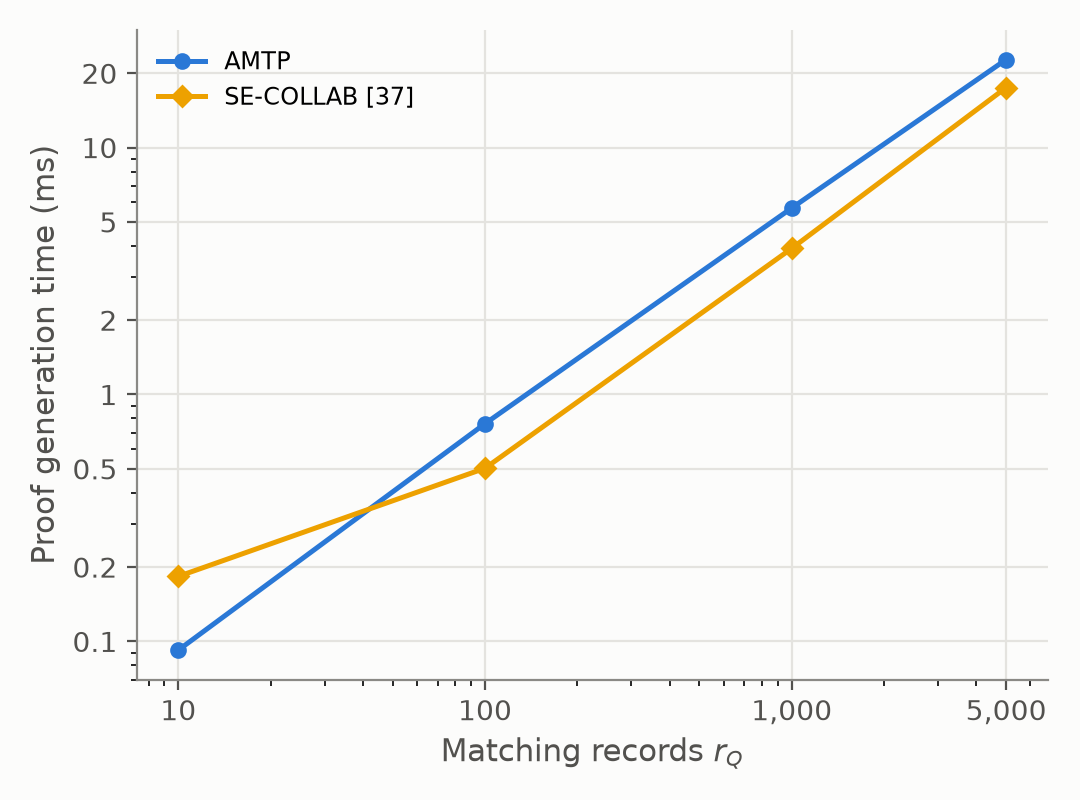 AMTP
SE-COLLAB [37]
Proof generation time (ms)
20
10
5
2
1
0.5
0.2
0.1
10 100 1,000 5,000
Matching records r_Q